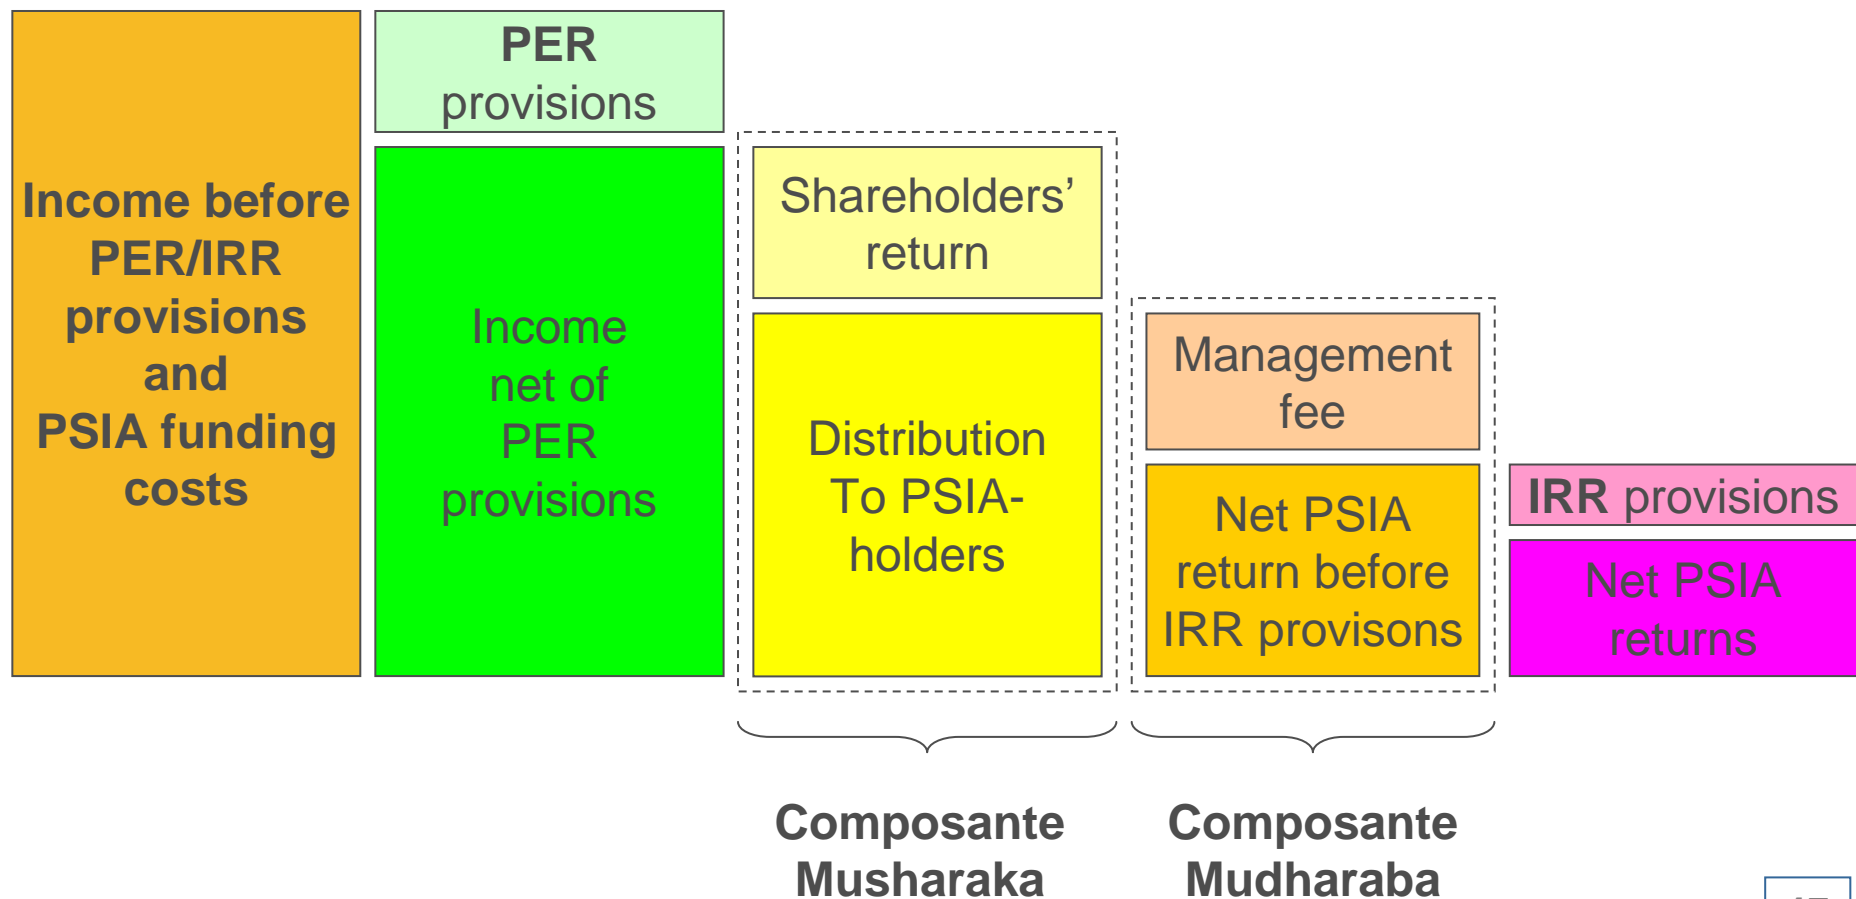 Income before
PER/IRR
provisions
and
PSIA funding
costs
PER
provisions
Income
net of
PER
provisions
Shareholders’
return
Distribution
To PSIA-
holders
Management
fee
Net PSIA
return before
IRR provisons
IRR provisions
Net PSIA
returns
Composante
Musharaka
Composante
Mudharaba